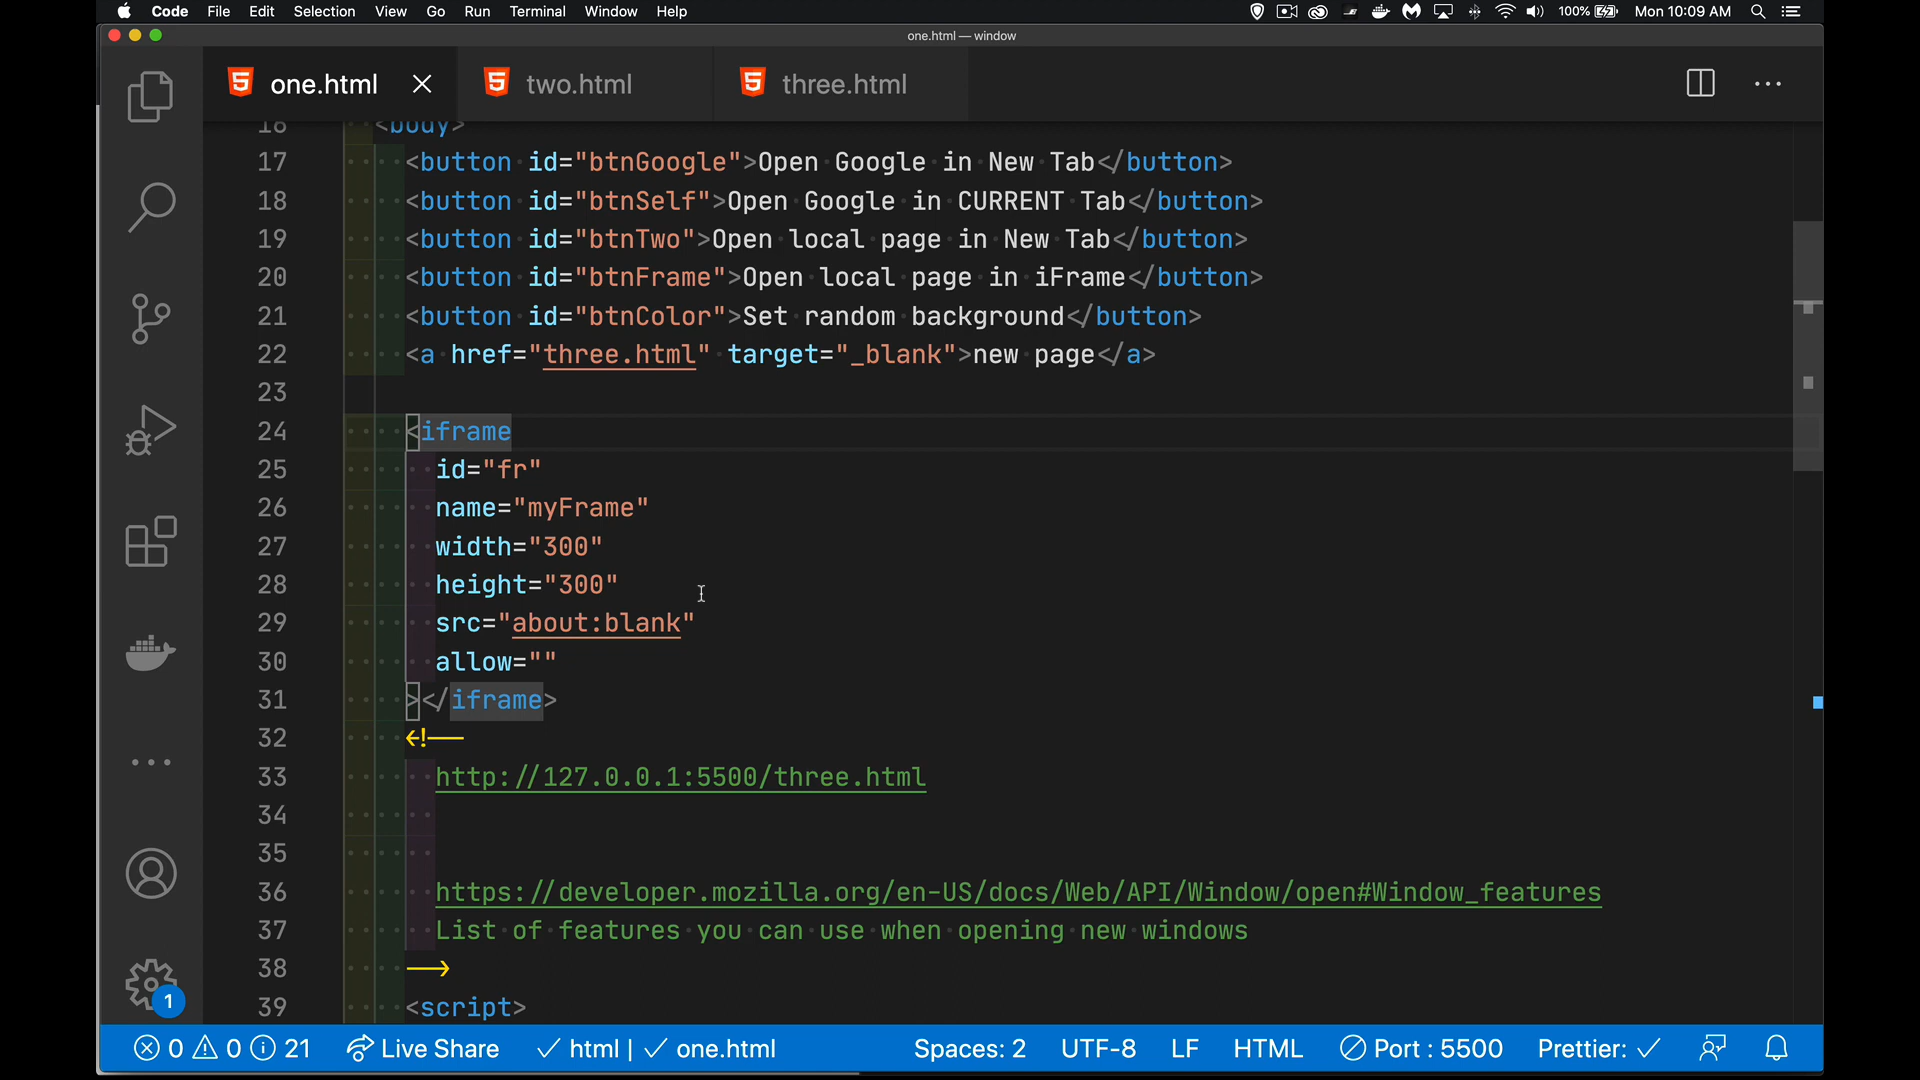 Code File Edit Selection View Go Run Terminal Window Help 100% Mon 10:09 AM
one.html — window
one.html two.html three.html
16 <body>
17 <button id="btnGoogle">Open Google in New Tab</button>
18 <button id="btnSelf">Open Google in CURRENT Tab</button>
19 <button id="btnTwo">Open local page in New Tab</button>
20 <button id="btnFrame">Open local page in iFrame</button>
21 <button id="btnColor">Set random background</button>
22 <a href="three.html" target="_blank">new page</a>
23
24 <iframe
25 id="fr"
26 name="myFrame"
27 width="300"
28 height="300"
29 src="about:blank"
30 allow=""
31 ></iframe>
32 <!--
33 http://127.0.0.1:5500/three.html
34
35
36 https://developer.mozilla.org/en-US/docs/Web/API/Window/open#Window_features
37 List of features you can use when opening new windows
38 -->
39 <script>
1
0 0 21 Live Share html | one.html Spaces: 2 UTF-8 LF HTML Port : 5500 Prettier: